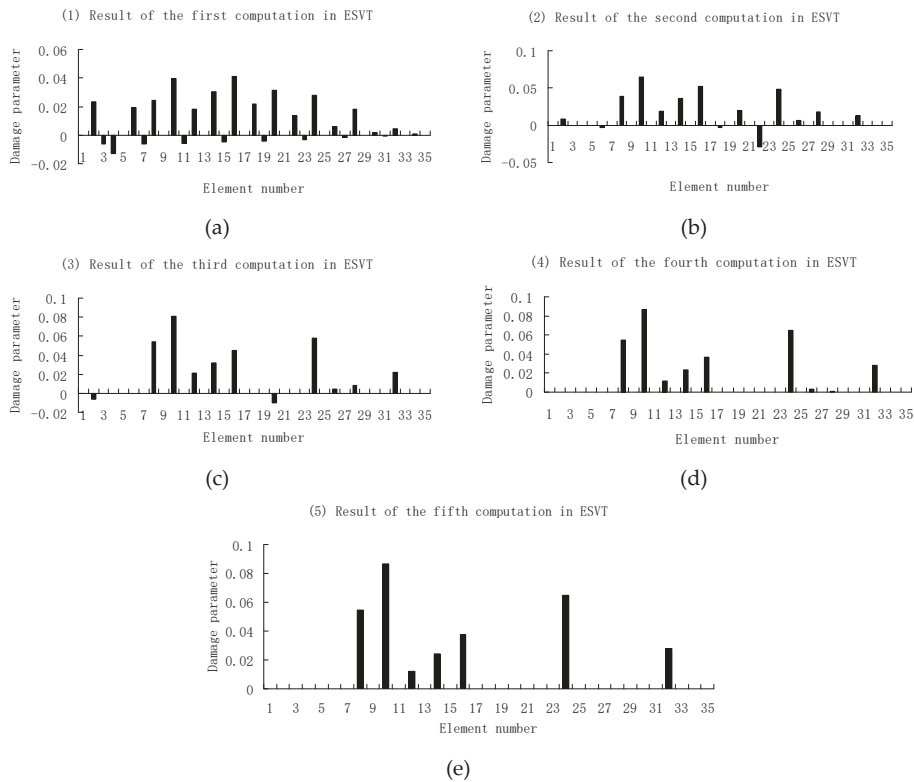 (1) Result of the first computation in ESVT
0.06
0.04
0.02
0
-0.02
Damage parameter
1 3 5 7 9 11 13 15 17 19 21 23 25 27 29 31 33 35
Element number
(a)
(2) Result of the second computation in ESVT
0.1
0.05
0
-0.05
Damage parameter
1 3 5 7 9 11 13 15 17 19 21 23 25 27 29 31 33 35
Element number
(b)
(3) Result of the third computation in ESVT
0.1
0.08
0.06
0.04
0.02
0
-0.02
Damage parameter
1 3 5 7 9 11 13 15 17 19 21 23 25 27 29 31 33 35
Element number
(c)
(4) Result of the fourth computation in ESVT
0.1
0.08
0.06
0.04
0.02
0
Damage parameter
1 3 5 7 9 11 13 15 17 19 21 23 25 27 29 31 33 35
Element number
(d)
(5) Result of the fifth computation in ESVT
0.1
0.08
0.06
0.04
0.02
0
Damage parameter
1 3 5 7 9 11 13 15 17 19 21 23 25 27 29 31 33 35
Element number
(e)